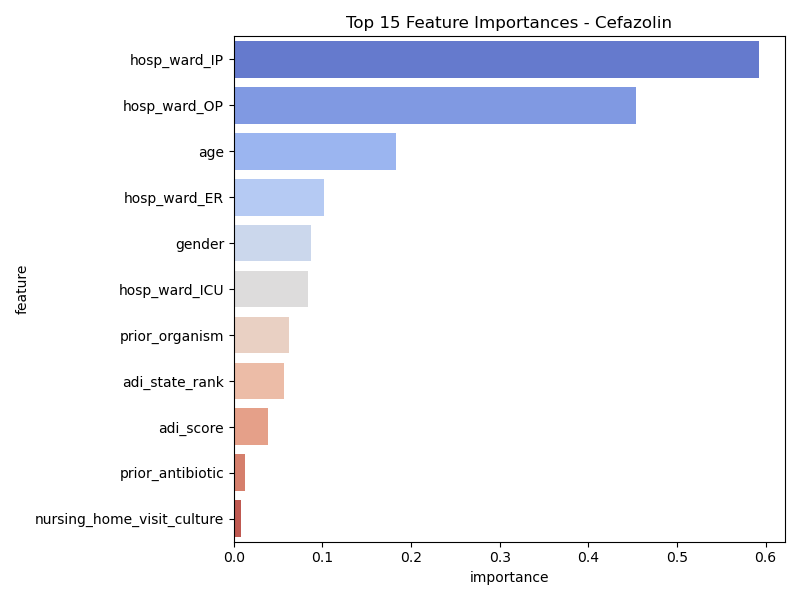 Top 15 Feature Importances - Cefazolin
feature
hosp_ward_IP
hosp_ward_OP
age
hosp_ward_ER
gender
hosp_ward_ICU
prior_organism
adi_state_rank
adi_score
prior_antibiotic
nursing_home_visit_culture
0.0 0.1 0.2 0.3 0.4 0.5 0.6
importance